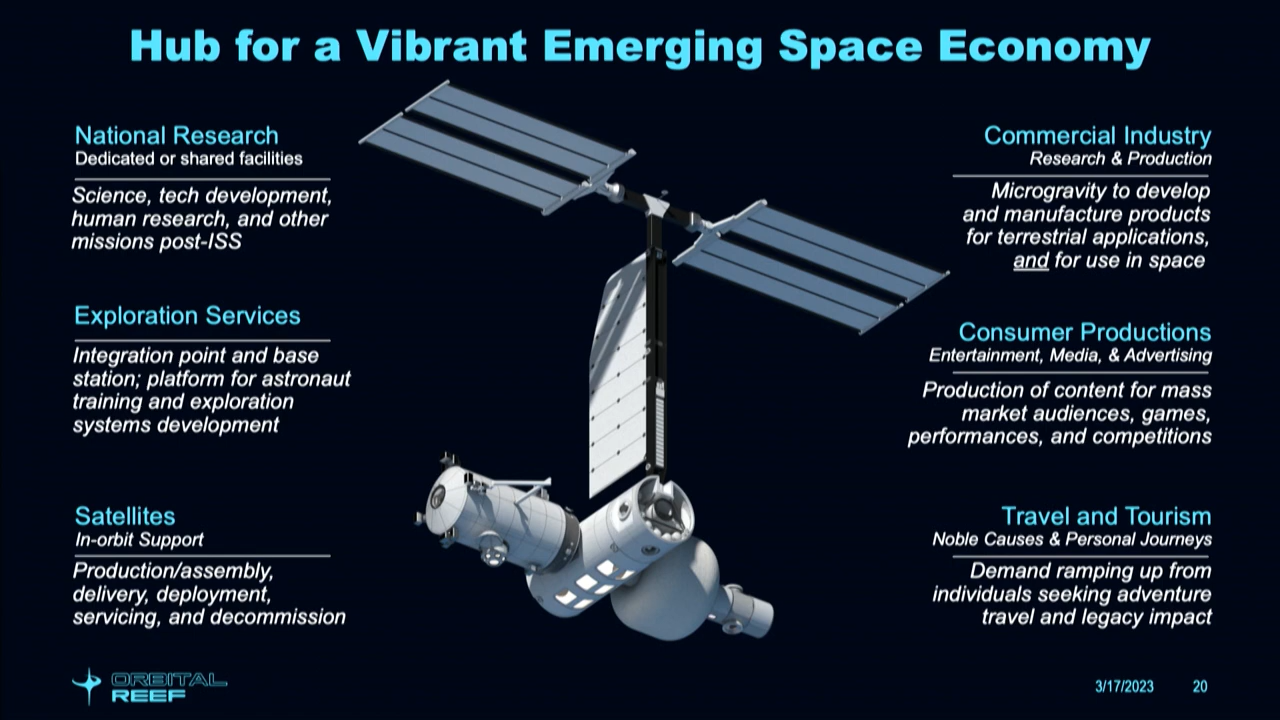 Hub for a Vibrant Emerging Space Economy
National Research
Dedicated or shared facilities
Science, tech development,
human research, and other
missions post-ISS
Exploration Services
Integration point and base
station; platform for astronaut
training and exploration
systems development
Satellites
In-orbit Support
Production/assembly,
delivery, deployment,
servicing, and decommission
Commercial Industry
Research & Production
Microgravity to develop
and manufacture products
for terrestrial applications,
and for use in space
Consumer Productions
Entertainment, Media, & Advertising
Production of content for mass
market audiences, games,
performances, and competitions
Travel and Tourism
Noble Causes & Personal Journeys
Demand ramping up from
individuals seeking adventure
travel and legacy impact
ORBITAL
REEF
3/17/2023 20